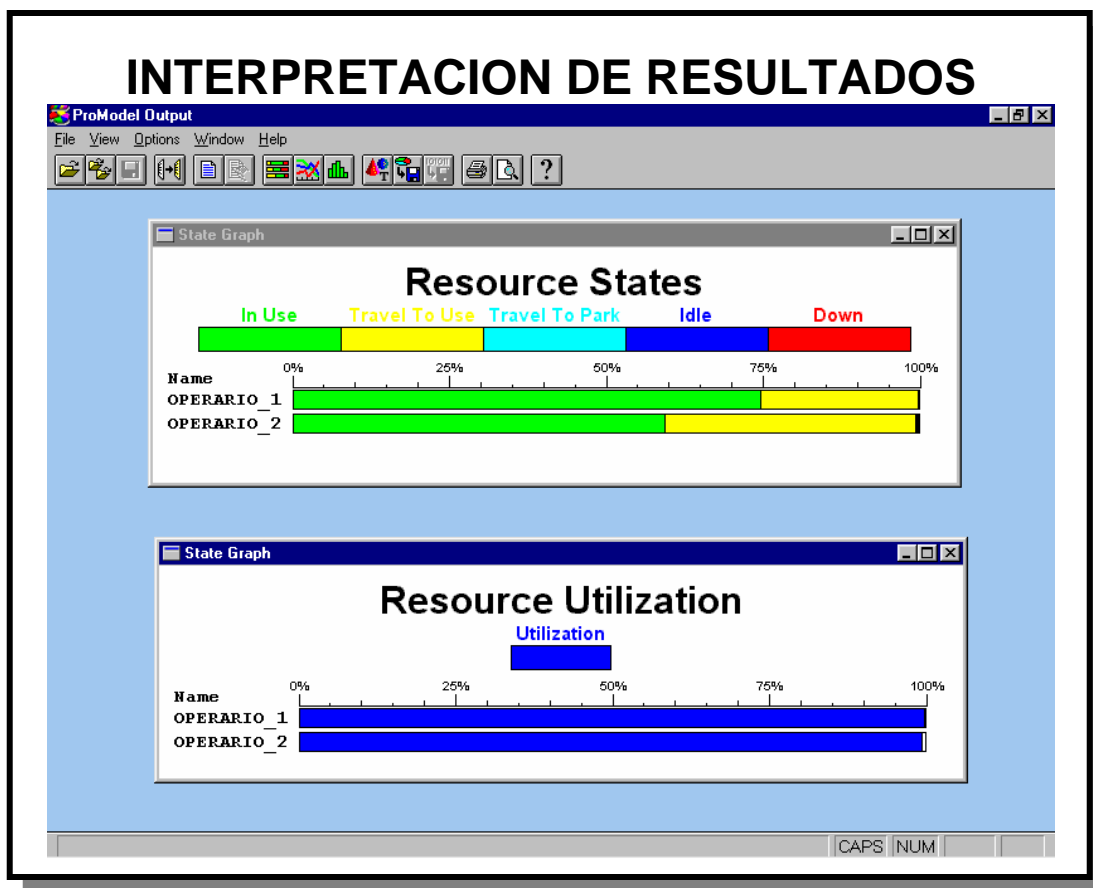 INTERPRETACION DE RESULTADOS
ProModel Output
File View Options Window Help
State Graph
Resource States
In Use Travel To Use Travel To Park Idle Down
0% 25% 50% 75% 100%
Name
OPERARIO_1
OPERARIO_2
State Graph
Resource Utilization
Utilization
0% 25% 50% 75% 100%
Name
OPERARIO_1
OPERARIO_2
CAPS NUM